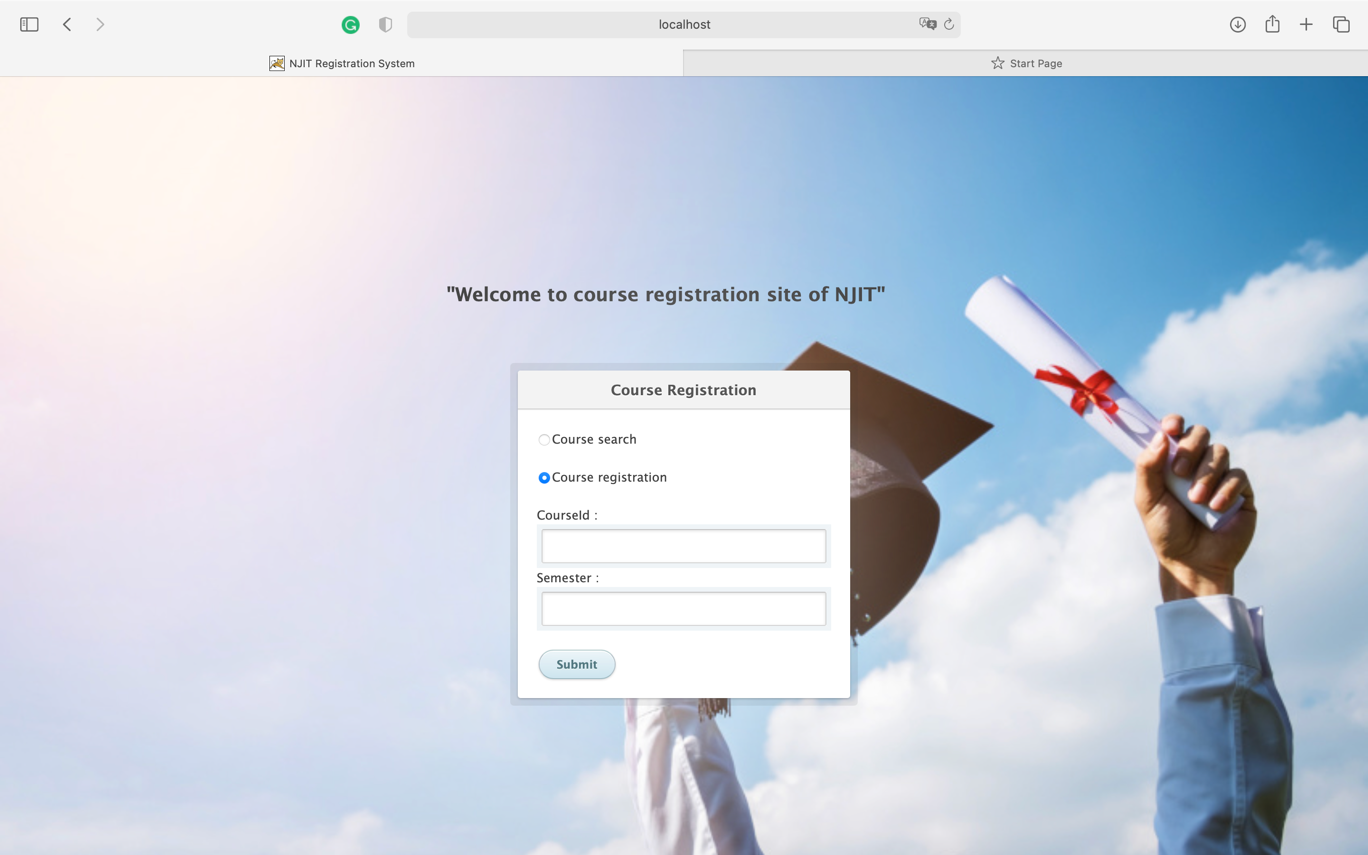 localhost
NJIT Registration System
Start Page
"Welcome to course registration site of NJIT"
Course Registration
Course search
Course registration
CourseId :
Semester :
Submit